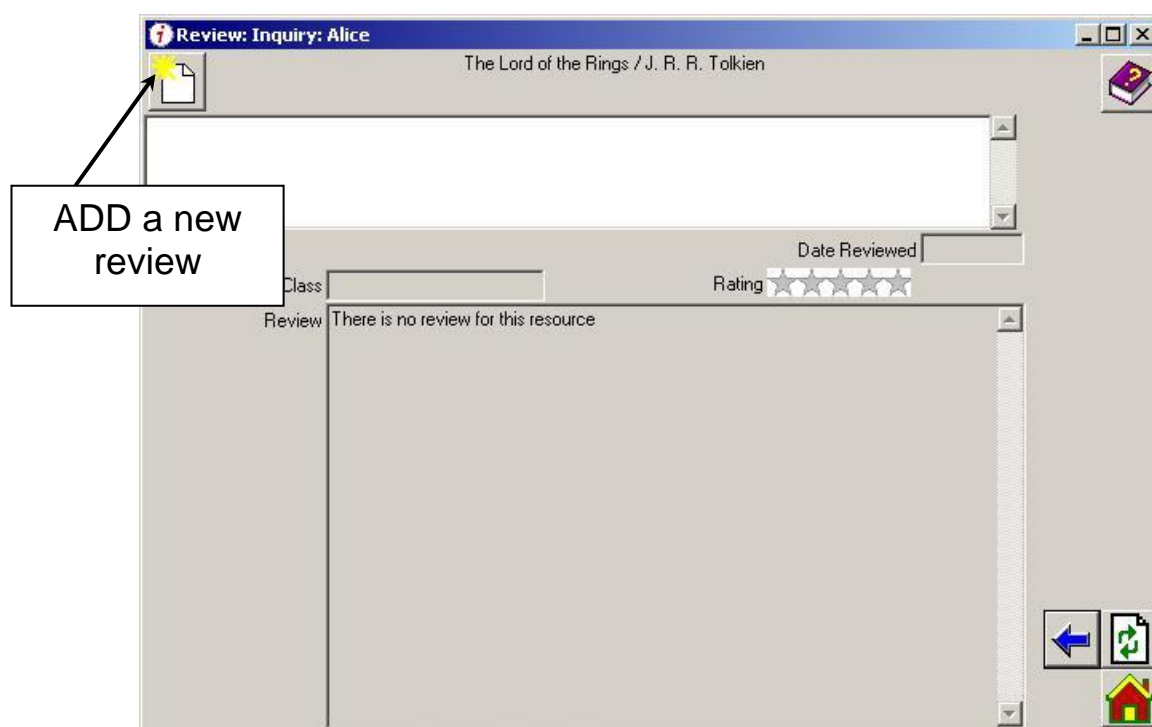 Review: Inquiry: Alice
The Lord of the Rings / J. R. R. Tolkien
ADD a new
review
Date Reviewed
Class
Rating
Review
There is no review for this resource